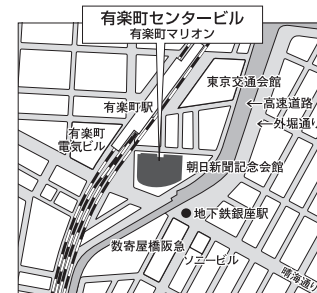 有楽町センタービル
有楽町マリオン
東京交通会館
有楽町駅
←高速道路
←外堀通り
有楽町
電気ビル
朝日新聞記念会館
●地下鉄銀座駅
数寄屋橋阪急
ソニービル
晴海通り